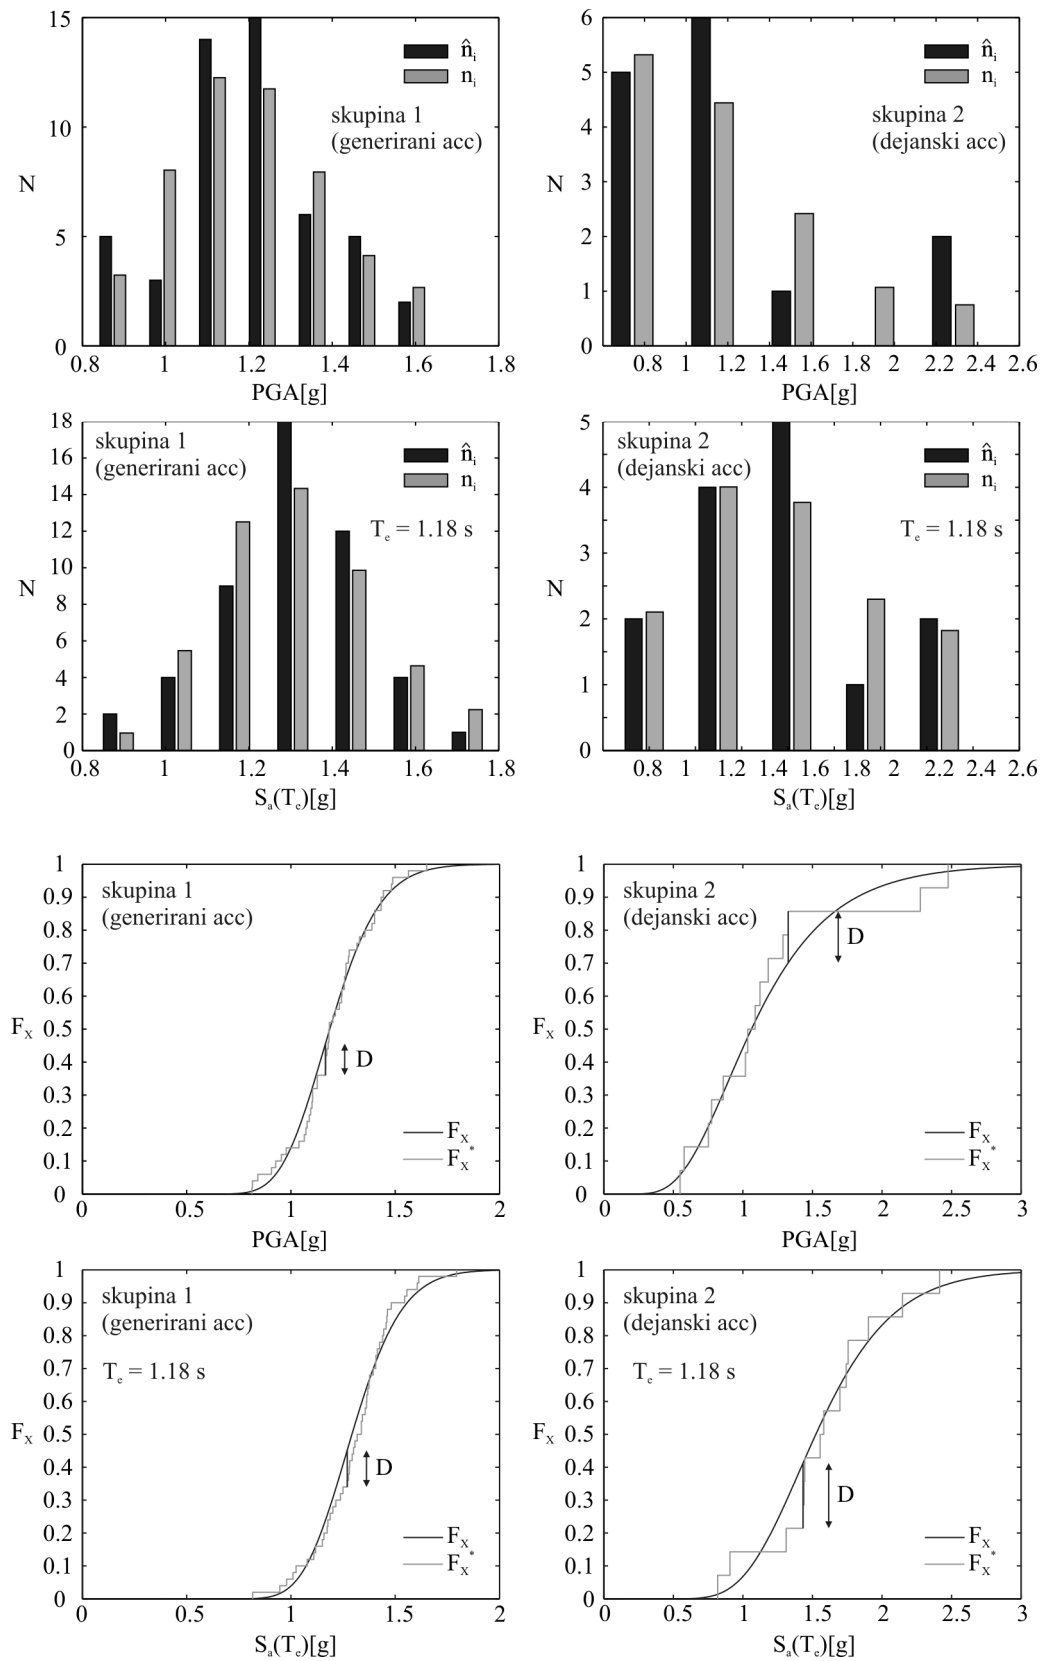 15
10
5
0
N
n̂i
ni
skupina 1
(generirani acc)
0.8 1 1.2 1.4 1.6 1.8
PGA[g]
6
5
4
3
2
1
0
N
n̂i
ni
skupina 2
(dejanski acc)
0.8 1 1.2 1.4 1.6 1.8 2 2.2 2.4 2.6
PGA[g]
18
16
14
12
10
8
6
4
2
0
N
skupina 1
(generirani acc)
n̂i
ni
Te = 1.18 s
0.8 1 1.2 1.4 1.6 1.8
Sa(Te)[g]
5
4
3
2
1
0
N
skupina 2
(dejanski acc)
n̂i
ni
Te = 1.18 s
0.8 1 1.2 1.4 1.6 1.8 2 2.2 2.4 2.6
Sa(Te)[g]
1
0.9
0.8
0.7
0.6
0.5
0.4
0.3
0.2
0.1
0
FX
skupina 1
(generirani acc)
D
FX
FX*
0 0.5 1 1.5 2
PGA[g]
1
0.9
0.8
0.7
0.6
0.5
0.4
0.3
0.2
0.1
0
FX
skupina 2
(dejanski acc)
D
FX
FX*
0 0.5 1 1.5 2 2.5 3
PGA[g]
1
0.9
0.8
0.7
0.6
0.5
0.4
0.3
0.2
0.1
0
FX
skupina 1
(generirani acc)
Te = 1.18 s
D
FX
FX*
0 0.5 1 1.5 2
Sa(Te)[g]
1
0.9
0.8
0.7
0.6
0.5
0.4
0.3
0.2
0.1
0
FX
skupina 2
(dejanski acc)
Te = 1.18 s
D
FX
FX*
0 0.5 1 1.5 2 2.5 3
Sa(Te)[g]